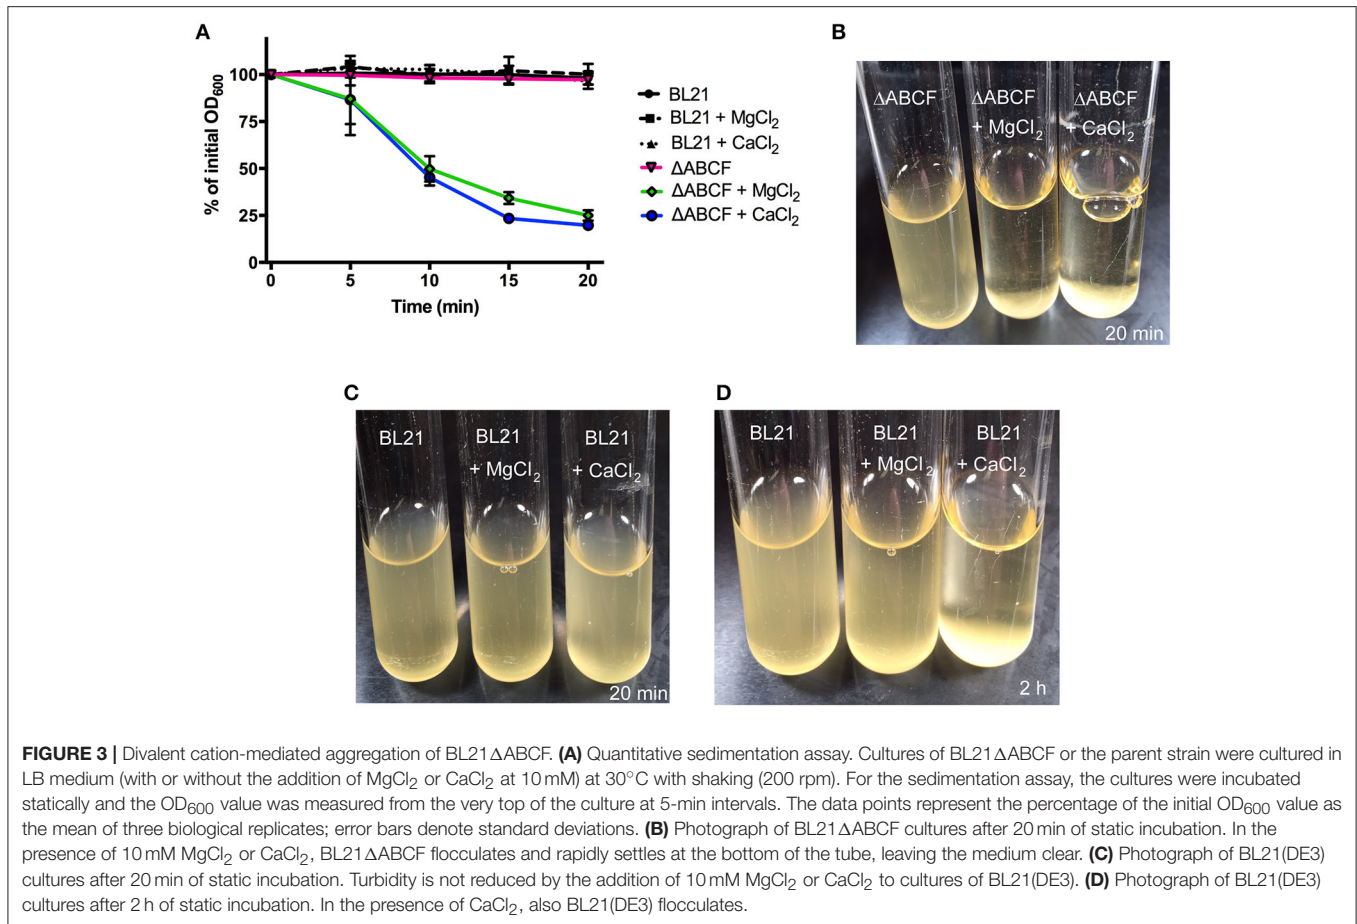 A
% of initial OD600
100
75
50
25
0
0 5 10 15 20
Time (min)
BL21
BL21 + MgCl2
BL21 + CaCl2
ΔABCF
ΔABCF + MgCl2
ΔABCF + CaCl2
B
ΔABCF
ΔABCF
+ MgCl2
ΔABCF
+ CaCl2
20 min
C
BL21
BL21
+ MgCl2
BL21
+ CaCl2
20 min
D
BL21
BL21
+ MgCl2
BL21
+ CaCl2
2 h
FIGURE 3 | Divalent cation-mediated aggregation of BL21ΔABCF. (A) Quantitative sedimentation assay. Cultures of BL21ΔABCF or the parent strain were cultured in
LB medium (with or without the addition of MgCl2 or CaCl2 at 10 mM) at 30°C with shaking (200 rpm). For the sedimentation assay, the cultures were incubated
statically and the OD600 value was measured from the very top of the culture at 5-min intervals. The data points represent the percentage of the initial OD600 value as
the mean of three biological replicates; error bars denote standard deviations. (B) Photograph of BL21ΔABCF cultures after 20 min of static incubation. In the
presence of 10 mM MgCl2 or CaCl2, BL21ΔABCF flocculates and rapidly settles at the bottom of the tube, leaving the medium clear. (C) Photograph of BL21(DE3)
cultures after 20 min of static incubation. Turbidity is not reduced by the addition of 10 mM MgCl2 or CaCl2 to cultures of BL21(DE3). (D) Photograph of BL21(DE3)
cultures after 2 h of static incubation. In the presence of CaCl2, also BL21(DE3) flocculates.